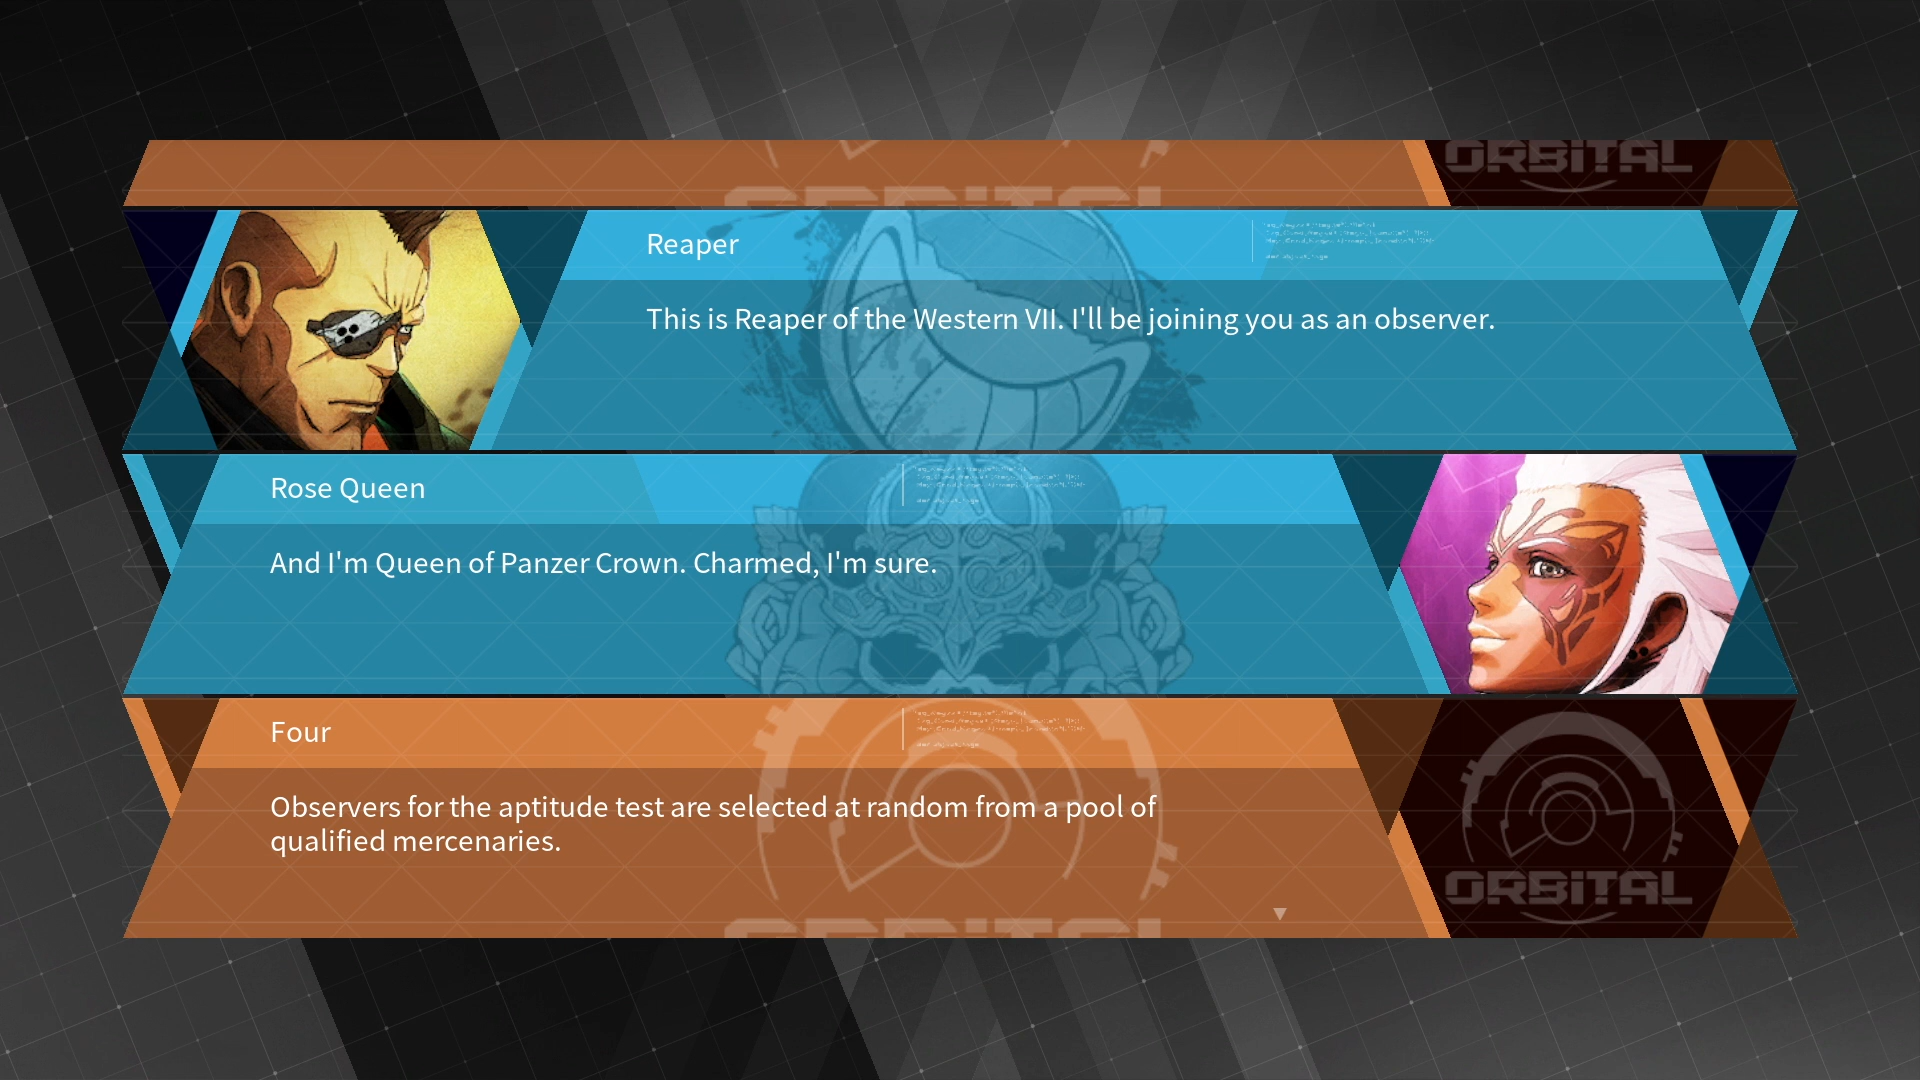 ORBITAL
Reaper
This is Reaper of the Western VII. I'll be joining you as an observer.
Rose Queen
And I'm Queen of Panzer Crown. Charmed, I'm sure.
Four
Observers for the aptitude test are selected at random from a pool of
qualified mercenaries.
ORBITAL